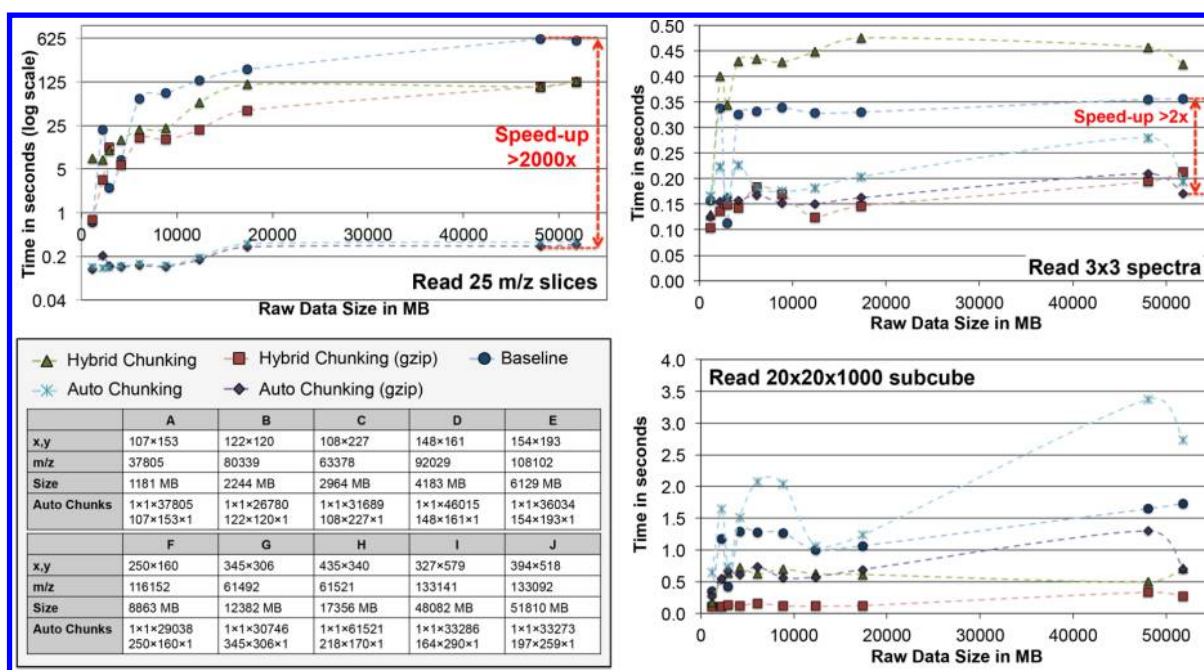 625
125
25
5
1
0.2
0.04
Time in seconds (log scale)
0 10000 20000 30000 40000 50000
Raw Data Size in MB
Speed-up
>2000x
Read 25 m/z slices
0.50
0.45
0.40
0.35
0.30
0.25
0.20
0.15
0.10
0.05
0.00
Time in seconds
0 10000 20000 30000 40000 50000
Raw Data Size in MB
Speed-up >2x
Read 3x3 spectra
Hybrid Chunking Hybrid Chunking (gzip) Baseline
Auto Chunking Auto Chunking (gzip)
A B C D E
x,y 107×153 122×120 108×227 148×161 154×193
m/z 37805 80339 63378 92029 108102
Size 1181 MB 2244 MB 2964 MB 4183 MB 6129 MB
Auto Chunks 1×1×37805 1×1×26780 1×1×31689 1×1×46015 1×1×36034
107×153×1 122×120×1 108×227×1 148×161×1 154×193×1
F G H I J
x,y 250×160 345×306 435×340 327×579 394×518
m/z 116152 61492 61521 133141 133092
Size 8863 MB 12382 MB 17356 MB 48082 MB 51810 MB
Auto Chunks 1×1×29038 1×1×30746 1×1×61521 1×1×33286 1×1×33273
250×160×1 345×306×1 218×170×1 164×290×1 197×259×1
Read 20x20x1000 subcube
4.0
3.5
3.0
2.5
2.0
1.5
1.0
0.5
0.0
Time in seconds
0 10000 20000 30000 40000 50000
Raw Data Size in MB